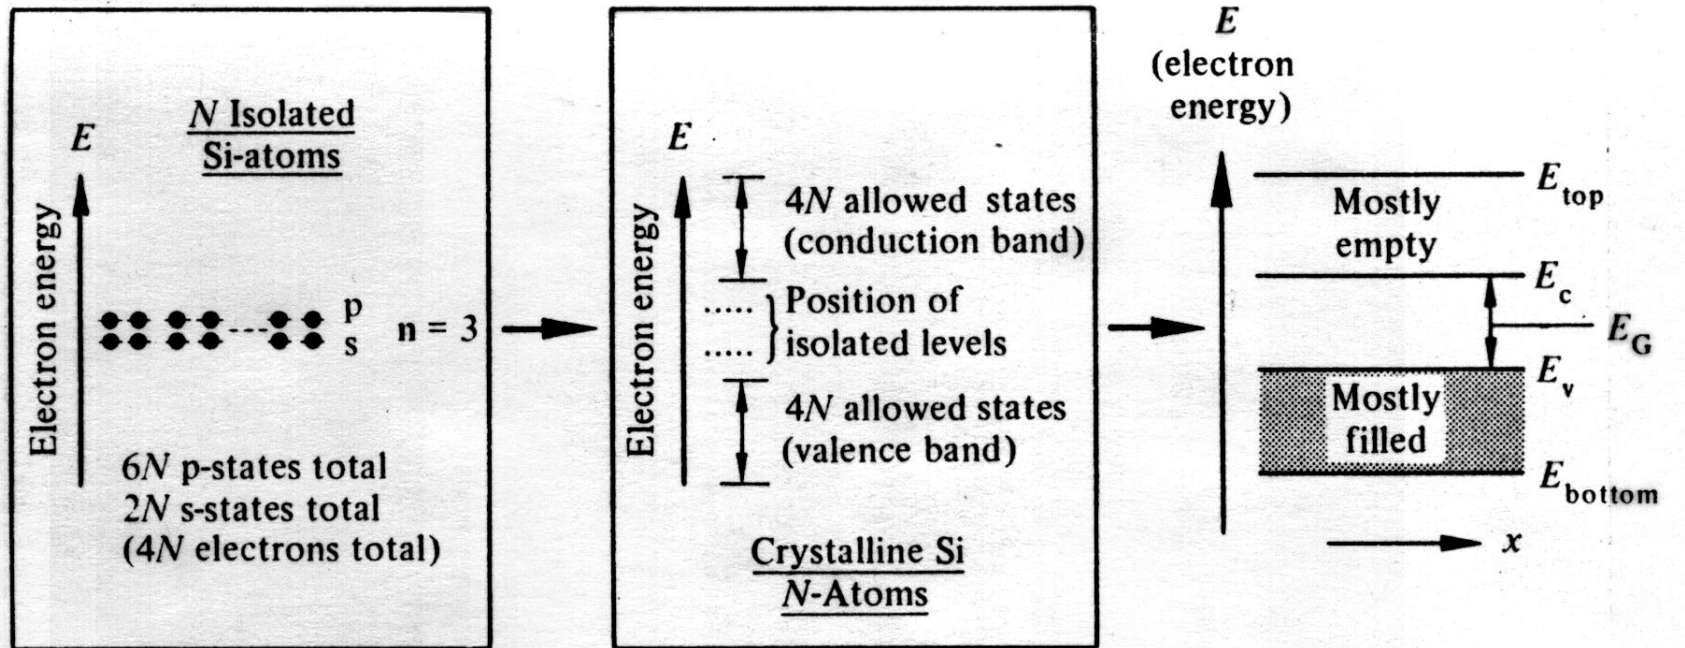 N Isolated
Si-atoms
E
Electron energy
p
s
n = 3
6N p-states total
2N s-states total
(4N electrons total)
E
Electron energy
4N allowed states
(conduction band)
Position of
isolated levels
4N allowed states
(valence band)
Crystalline Si
N-Atoms
E
(electron
energy)
E_top
Mostly
empty
E_c
E_G
E_v
Mostly
filled
E_bottom
x